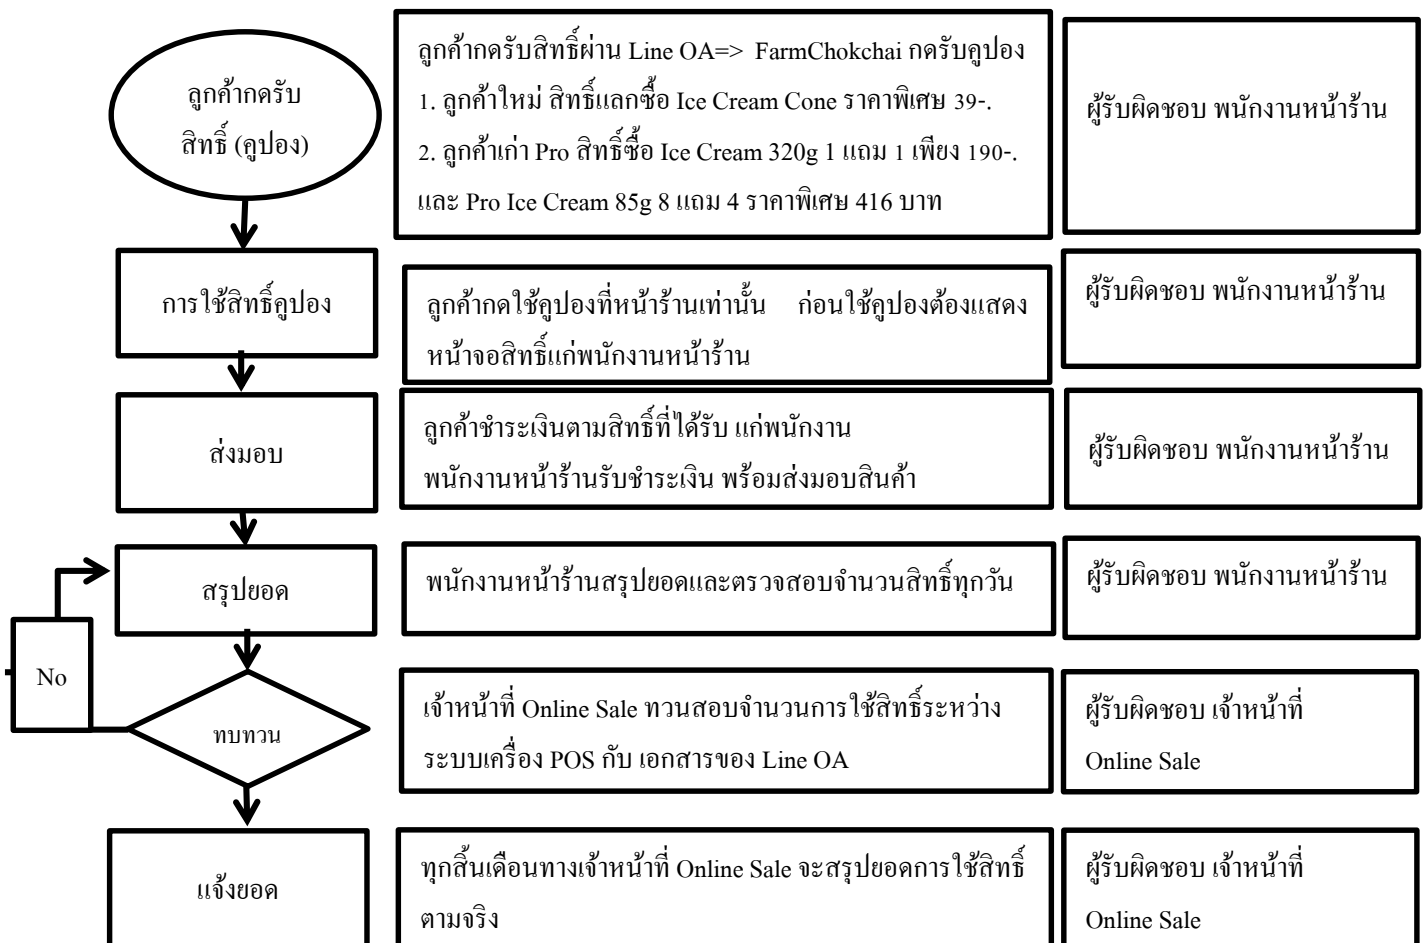 ลูกค้ากดรับ
สิทธิ์ (คูปอง)
ลูกค้ากดรับสิทธิ์ผ่าน Line OA=> FarmChokchai กดรับคูปอง
1. ลูกค้าใหม่ สิทธิ์แลกซื้อ Ice Cream Cone ราคาพิเศษ 39-.
2. ลูกค้าเก่า Pro สิทธิ์ซื้อ Ice Cream 320g 1 แถม 1 เพียง 190-.
และ Pro Ice Cream 85g 8 แถม 4 ราคาพิเศษ 416 บาท
ผู้รับผิดชอบ พนักงานหน้าร้าน
การใช้สิทธิ์คูปอง
ลูกค้ากดใช้คูปองที่หน้าร้านเท่านั้น ก่อนใช้คูปองต้องแสดง
หน้าจอสิทธิ์แก่พนักงานหน้าร้าน
ผู้รับผิดชอบ พนักงานหน้าร้าน
ส่งมอบ
ลูกค้าชำระเงินตามสิทธิ์ที่ได้รับ แก่พนักงาน
พนักงานหน้าร้านรับชำระเงิน พร้อมส่งมอบสินค้า
ผู้รับผิดชอบ พนักงานหน้าร้าน
สรุปยอด
พนักงานหน้าร้านสรุปยอดและตรวจสอบจำนวนสิทธิ์ทุกวัน
ผู้รับผิดชอบ พนักงานหน้าร้าน
No
ทบทวน
เจ้าหน้าที่ Online Sale ทวนสอบจำนวนการใช้สิทธิ์ระหว่าง
ระบบเครื่อง POS กับ เอกสารของ Line OA
ผู้รับผิดชอบ เจ้าหน้าที่
Online Sale
แจ้งยอด
ทุกสิ้นเดือนทางเจ้าหน้าที่ Online Sale จะสรุปยอดการใช้สิทธิ์
ตามจริง
ผู้รับผิดชอบ เจ้าหน้าที่
Online Sale